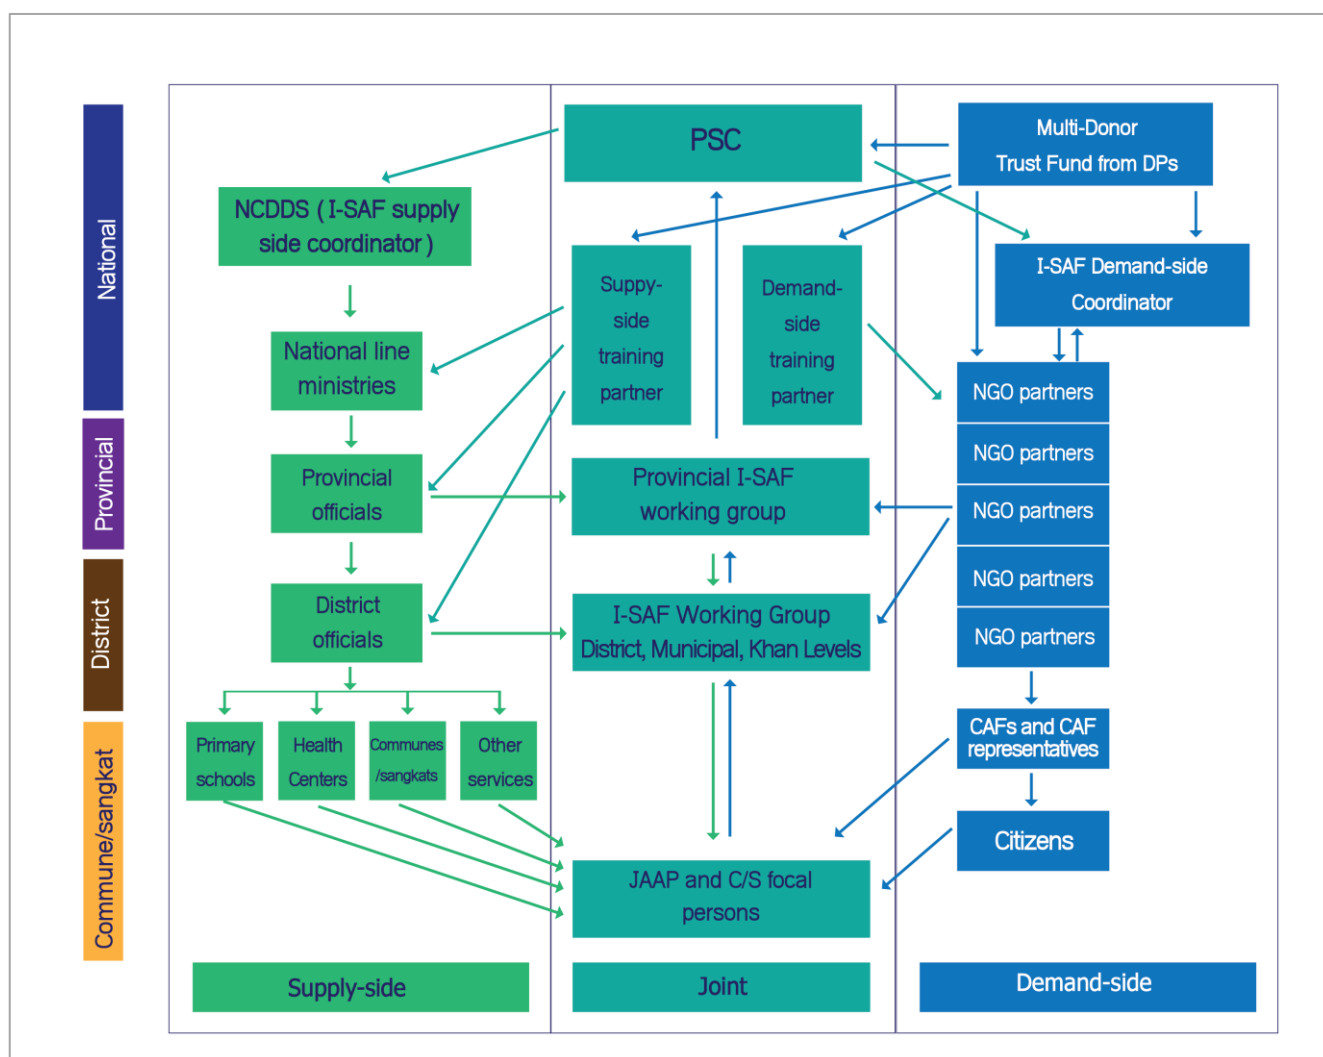 National
Provincial
District
Commune/sangkat
NCDDS ( I-SAF supply
side coordinator )
National line
ministries
Provincial
officials
District
officials
Primary
schools
Health
Centers
Communes
/sangkats
Other
services
Supply-side
PSC
Suppy-
side
training
partner
Demand-
side
training
partner
Provincial I-SAF
working group
I-SAF Working Group
District, Municipal, Khan Levels
JAAP and C/S focal
persons
Joint
Multi-Donor
Trust Fund from DPs
I-SAF Demand-side
Coordinator
NGO partners
NGO partners
NGO partners
NGO partners
NGO partners
CAFs and CAF
representatives
Citizens
Demand-side